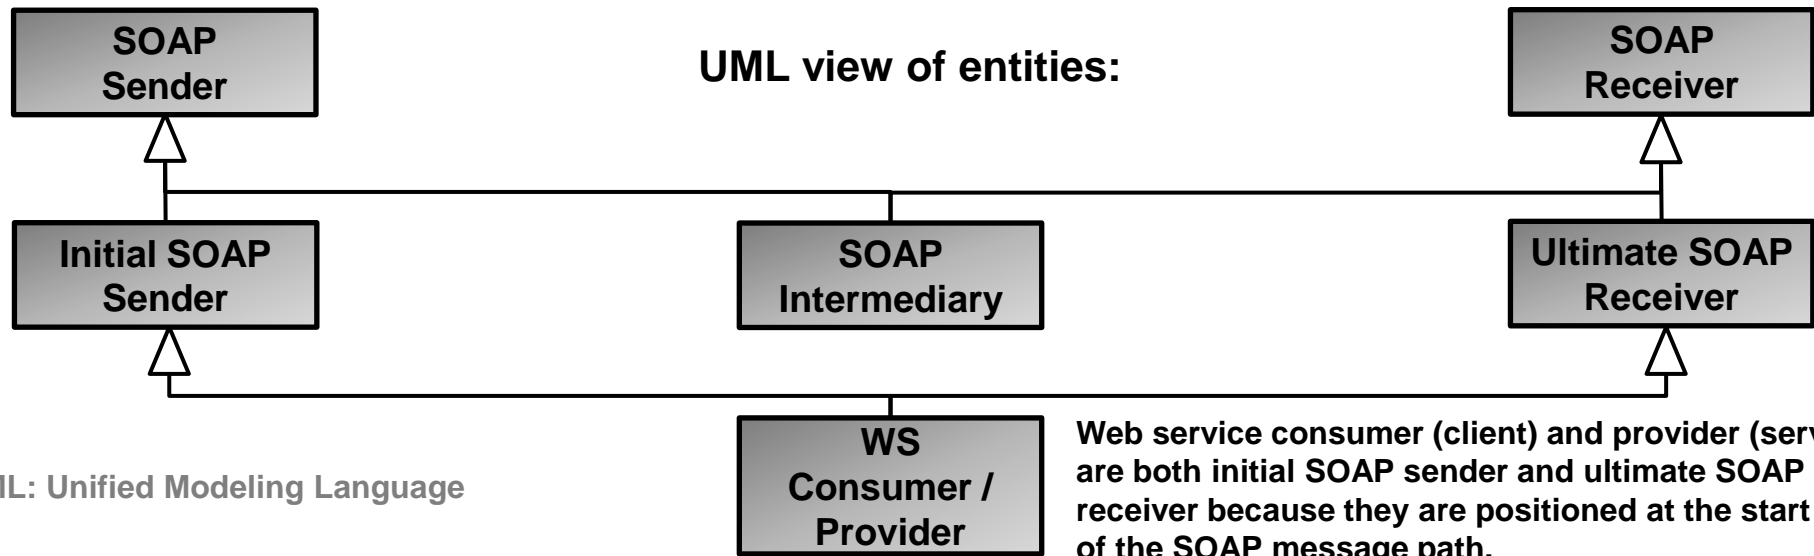 SOAP
Sender
UML view of entities:
SOAP
Receiver
Initial SOAP
Sender
SOAP
Intermediary
Ultimate SOAP
Receiver
WS
Consumer /
Provider
Web service consumer (client) and provider
are both initial SOAP sender and ultimate SOAP
receiver because they are positioned at the start
of the SOAP message path.
Unified Modeling Language